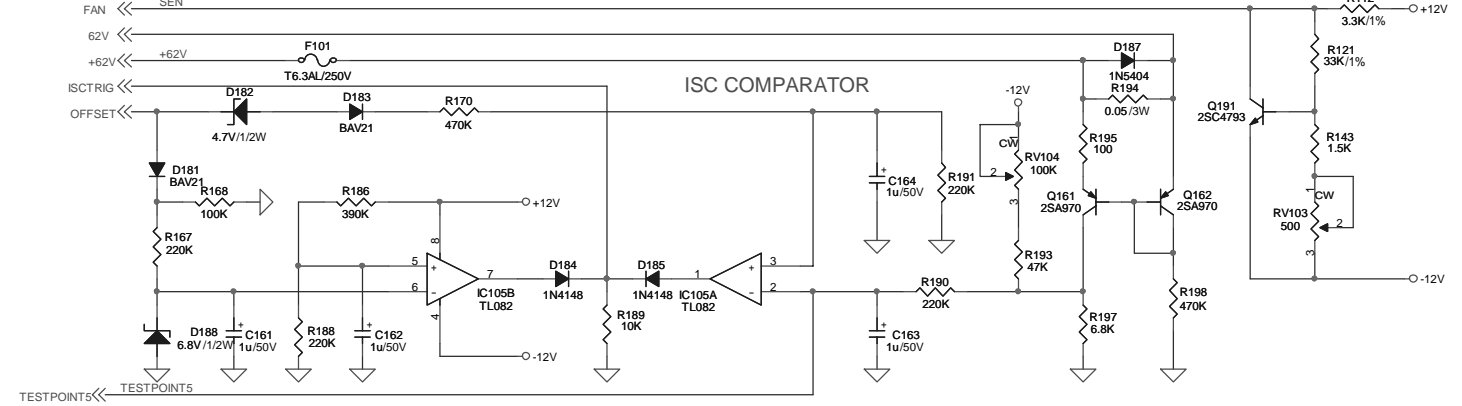 SEN
FAN
+12V
3.3K/1%
62V
+62V
+62V
F101
T6.3AL/250V
D187
1N5404
R121
33K/1%
ISCTRIG
ISC COMPARATOR
R194
0.05/3W
-12V
OFFSET
D182
4.7V/1/2W
D183
BAV21
R170
470K
Q191
2SC4793
CW
1
RV104
100K
2
3
R195
100
R143
1.5K
D181
BAV21
R168
100K
R186
390K
+12V
C164
1u/50V
R191
220K
Q161
2SA970
Q162
2SA970
1
CW
RV103
500
2
3
R167
220K
8
5
+
6
-
7
IC105B
TL082
4
D184
1N4148
D185
1N4148
1
IC105A
TL082
+
3
-
2
R193
47K
R190
220K
-12V
R198
470K
D188
6.8V/1/2W
C161
1u/50V
R188
220K
C162
1u/50V
R189
10K
C163
1u/50V
R197
6.8K
-12V
TESTPOINT5
TESTPOINT5